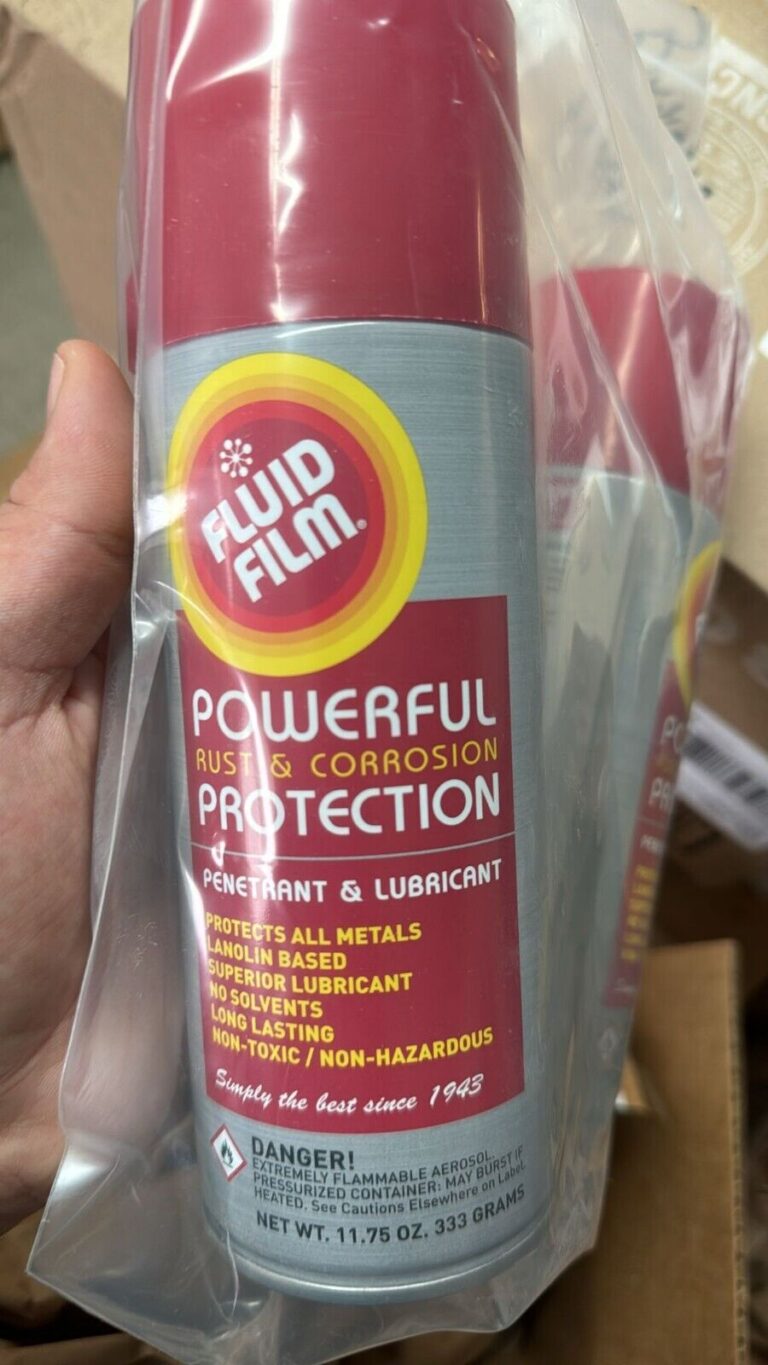 FLUID
FILM®
POWERFUL
RUST & CORROSION
PROTECTION
PENETRANT & LUBRICANT
PROTECTS ALL METALS
LANOLIN BASED
SUPERIOR LUBRICANT
NO SOLVENTS
LONG LASTING
NON-TOXIC / NON-HAZARDOUS
Simply the best since 1943
DANGER!
EXTREMELY FLAMMABLE AEROSOL.
PRESSURIZED CONTAINER: MAY BURST IF
HEATED. See Cautions Elsewhere on Label.
NET WT. 11.75 OZ. 333 GRAMS